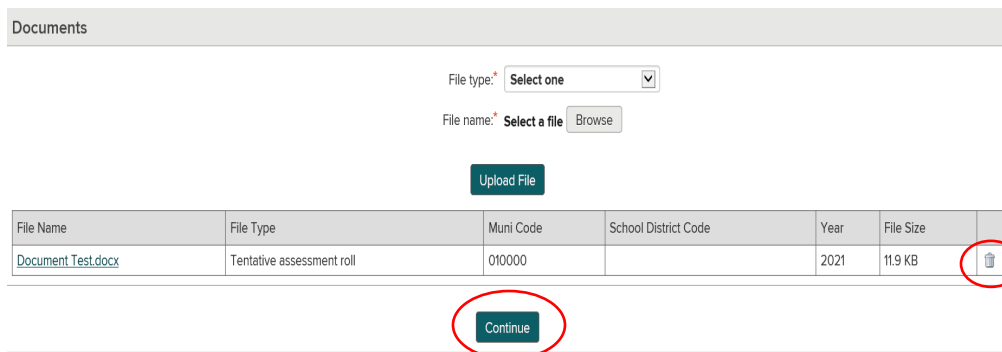 Documents
File type:* Select one
File name:* Select a file Browse
Upload File
File Name File Type Muni Code School District Code Year File Size
Document Test.docx Tentative assessment roll 010000 2021 11.9 KB
Continue